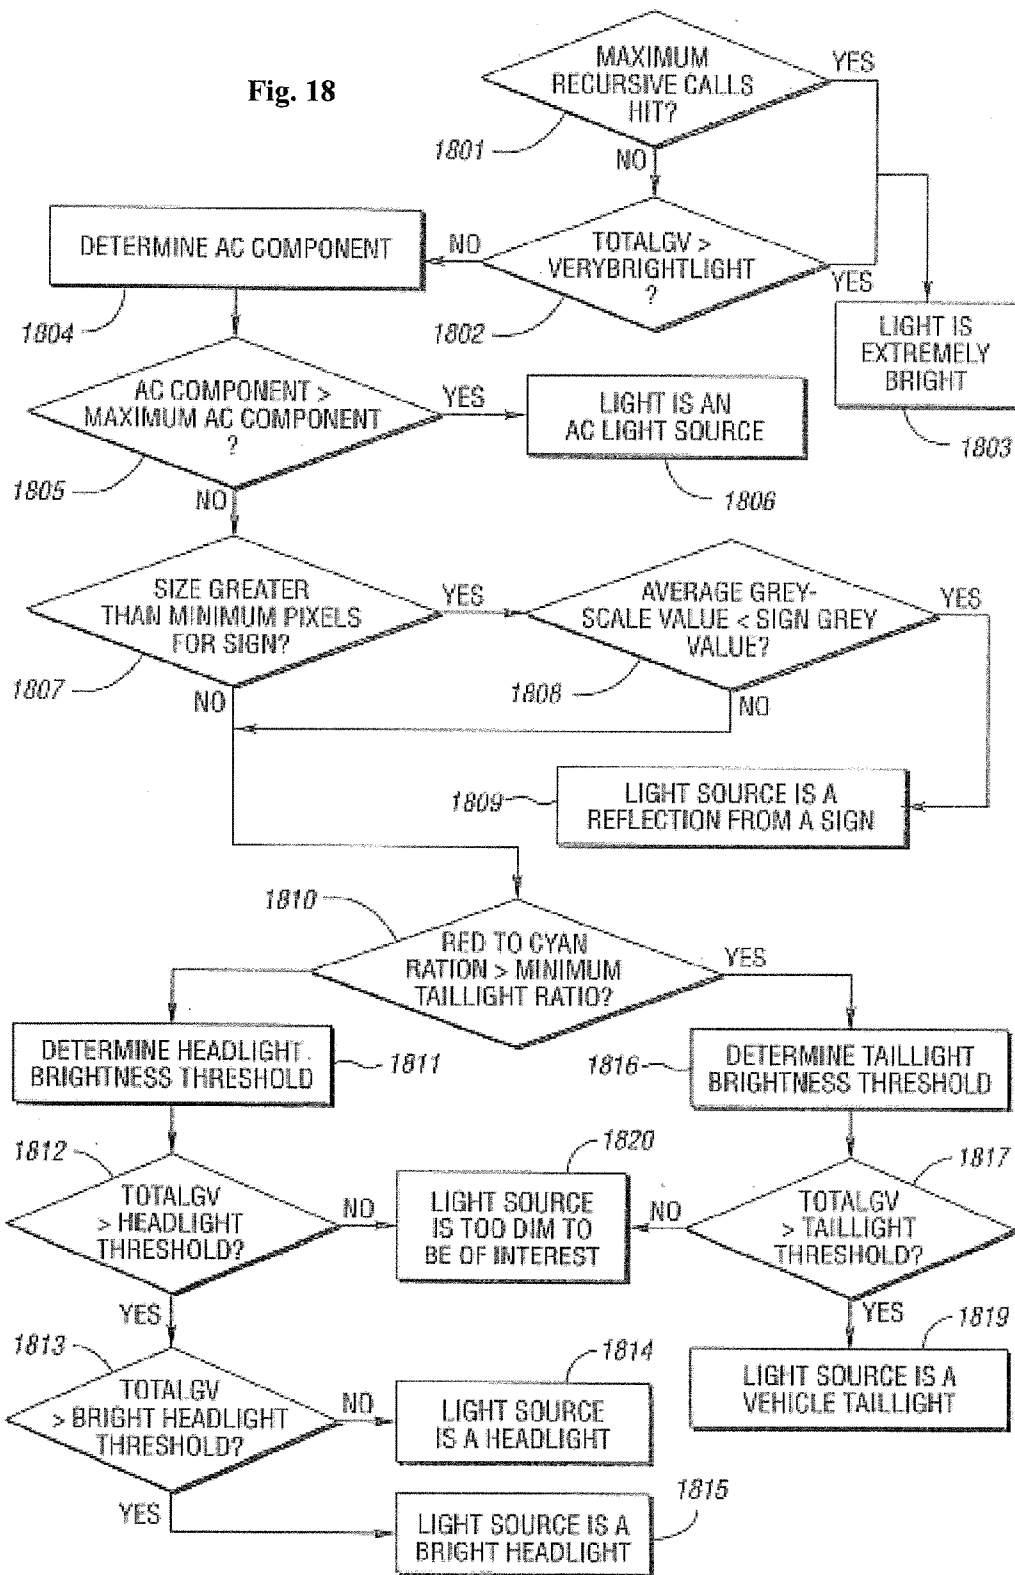 Fig. 18
MAXIMUM
RECURSIVE CALLS
HIT?
YES
1801
NO
DETERMINE AC COMPONENT
NO
TOTALGV >
VERYBRIGHTLIGHT
?
YES
1804
1802
LIGHT IS
EXTREMELY
BRIGHT
1803
AC COMPONENT >
MAXIMUM AC COMPONENT
?
YES
LIGHT IS AN
AC LIGHT SOURCE
1805
NO
1806
SIZE GREATER
THAN MINIMUM PIXELS
FOR SIGN?
YES
AVERAGE GREY-
SCALE VALUE < SIGN GREY
VALUE?
YES
1807
NO
1808
NO
1809
LIGHT SOURCE IS A
REFLECTION FROM A SIGN
1810
RED TO CYAN
RATION > MINIMUM
TAILLIGHT RATIO?
YES
DETERMINE HEADLIGHT
BRIGHTNESS THRESHOLD
1811
1816
DETERMINE TAILLIGHT
BRIGHTNESS THRESHOLD
1812
TOTALGV
> HEADLIGHT
THRESHOLD?
NO
1820
LIGHT SOURCE
IS TOO DIM TO
BE OF INTEREST
NO
1817
TOTALGV
> TAILLIGHT
THRESHOLD?
YES
YES
1813
TOTALGV
> BRIGHT HEADLIGHT
THRESHOLD?
NO
1814
LIGHT SOURCE
IS A HEADLIGHT
1819
LIGHT SOURCE IS A
VEHICLE TAILLIGHT
YES
1815
LIGHT SOURCE IS A
BRIGHT HEADLIGHT